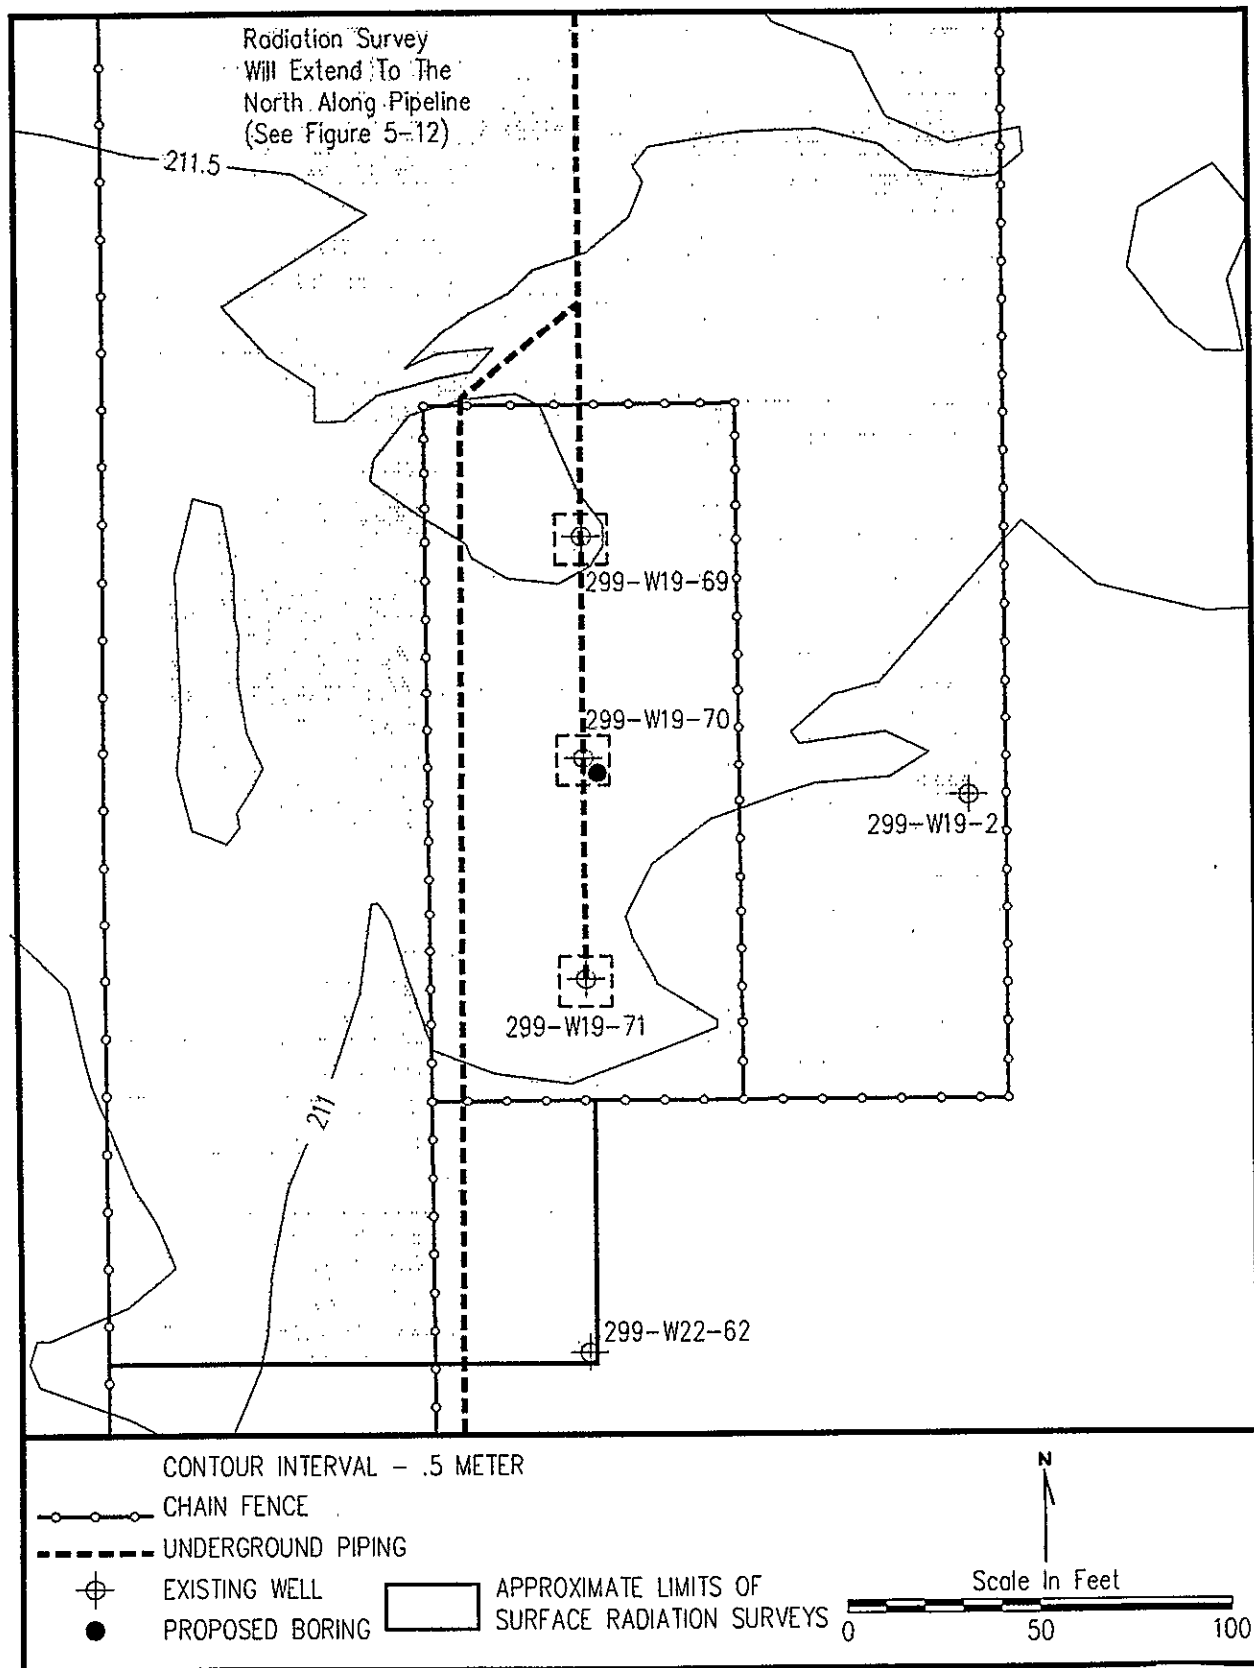 Radiation Survey
Will Extend To The
North Along Pipeline
(See Figure 5-12)
211.5
299-W19-69
299-W19-70
299-W19-2
299-W19-71
211
299-W22-62
CONTOUR INTERVAL - .5 METER
CHAIN FENCE
UNDERGROUND PIPING
EXISTING WELL
PROPOSED BORING
APPROXIMATE LIMITS OF
SURFACE RADIATION SURVEYS
N
Scale In Feet
0 50 100